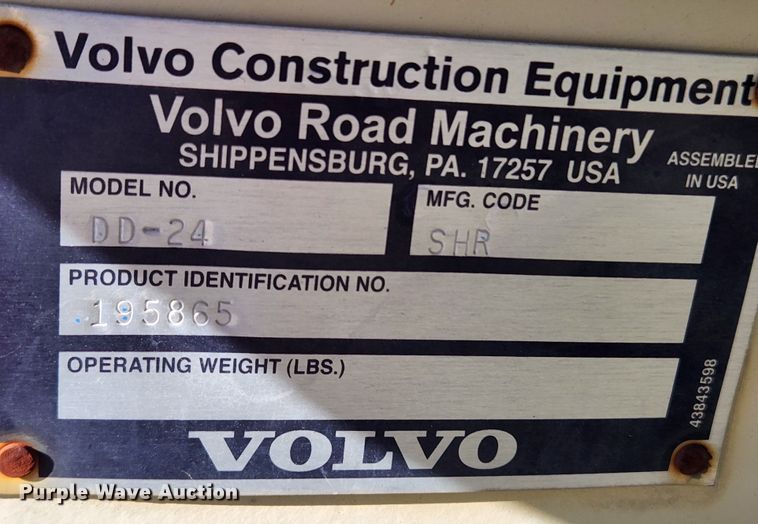 Volvo Construction Equipment
Volvo Road Machinery
SHIPPENSBURG, PA. 17257 USA
ASSEMBLED
IN USA
MODEL NO.
DD-24
MFG. CODE
SHR
PRODUCT IDENTIFICATION NO.
195865
OPERATING WEIGHT (LBS.)
43843598
VOLVO
Purple Wave Auction